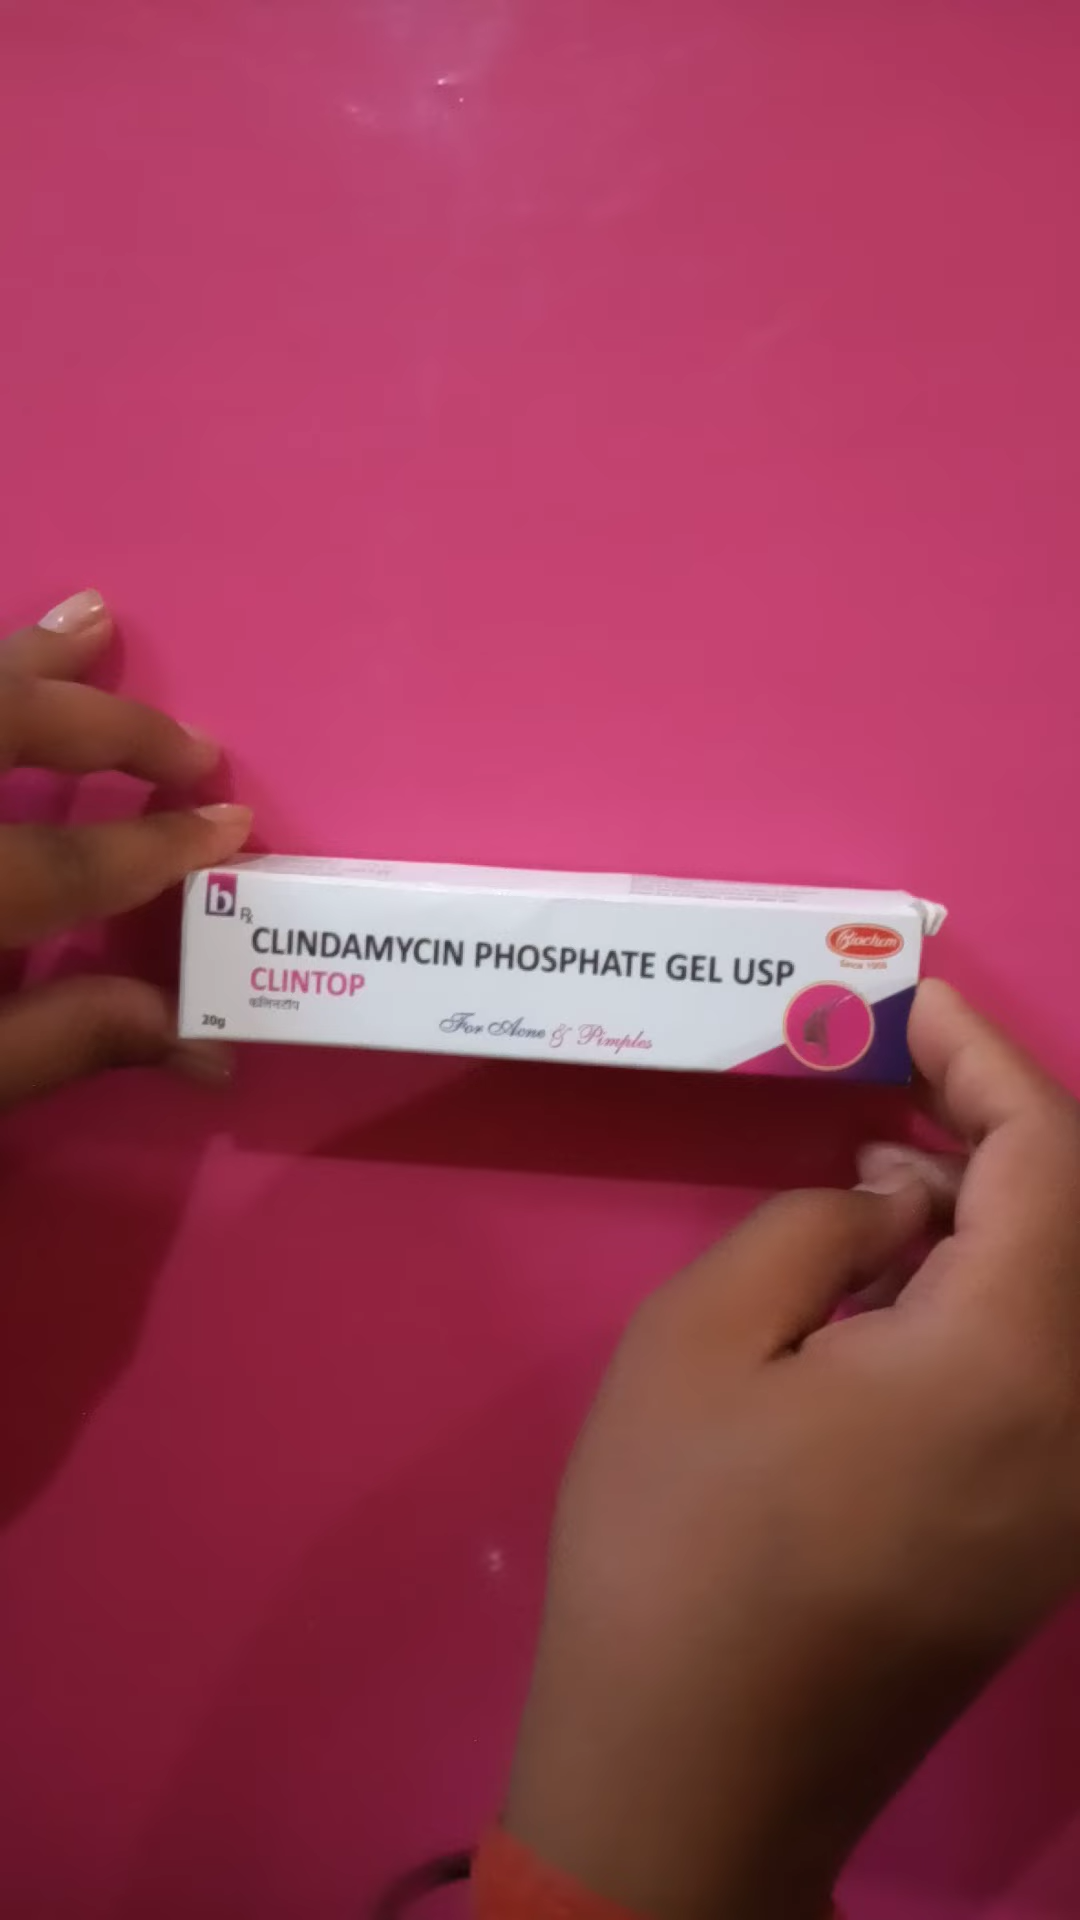 b
Rx
CLINDAMYCIN PHOSPHATE GEL USP
CLINTOP
क्लिनटॉप
20g
For Acne & Pimples
Biochem
Since 1959